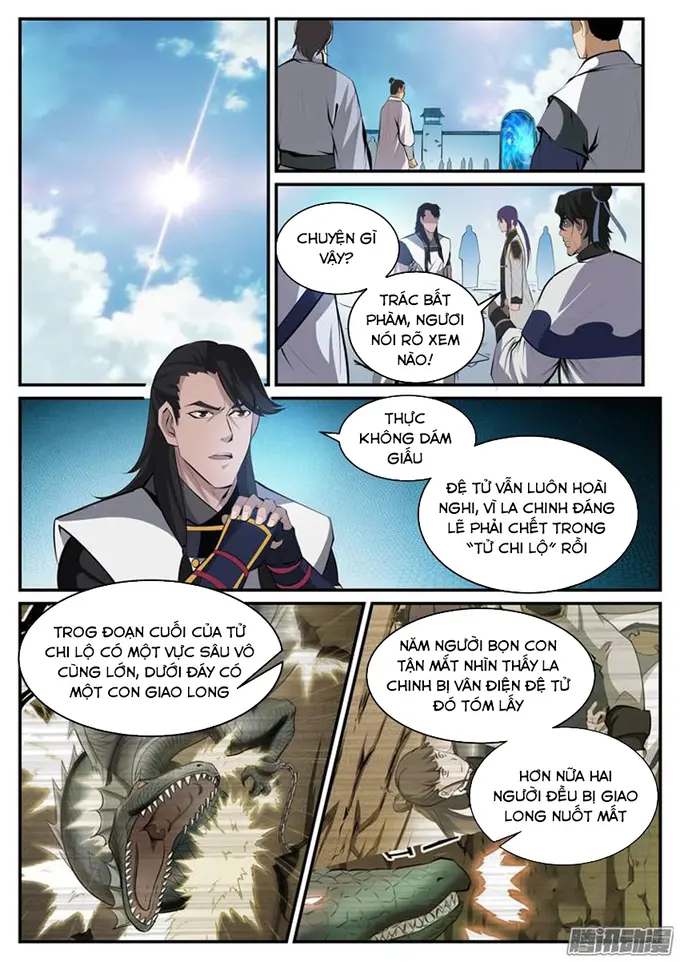 CHUYỆN GÌ
VẬY?
TRÁC BẤT
PHÀM, NGƯƠI
NÓI RÕ XEM
NÀO!
THỰC
KHÔNG DÁM
GIẤU
ĐỆ TỬ VẪN LUÔN HOÀI
NGHI, VÌ LA CHINH ĐÁNG
LẼ PHẢI CHẾT TRONG
"TỬ CHI LỘ" RỒI
TROG ĐOẠN CUỐI CỦA TỬ
CHI LỘ CÓ MỘT VỰC SÂU VÔ
CÙNG LỚN, DƯỚI ĐÁY CÓ
MỘT CON GIAO LONG
NĂM NGƯỜI BỌN CON
TẬN MẮT NHÌN THẤY LA
CHINH BỊ VÂN ĐIỆN ĐỆ TỬ
ĐÓ TÓM LẤY
HƠN NỮA HAI
NGƯỜI ĐỀU BỊ GIAO
LONG NUỐT MẤT
腾讯动漫